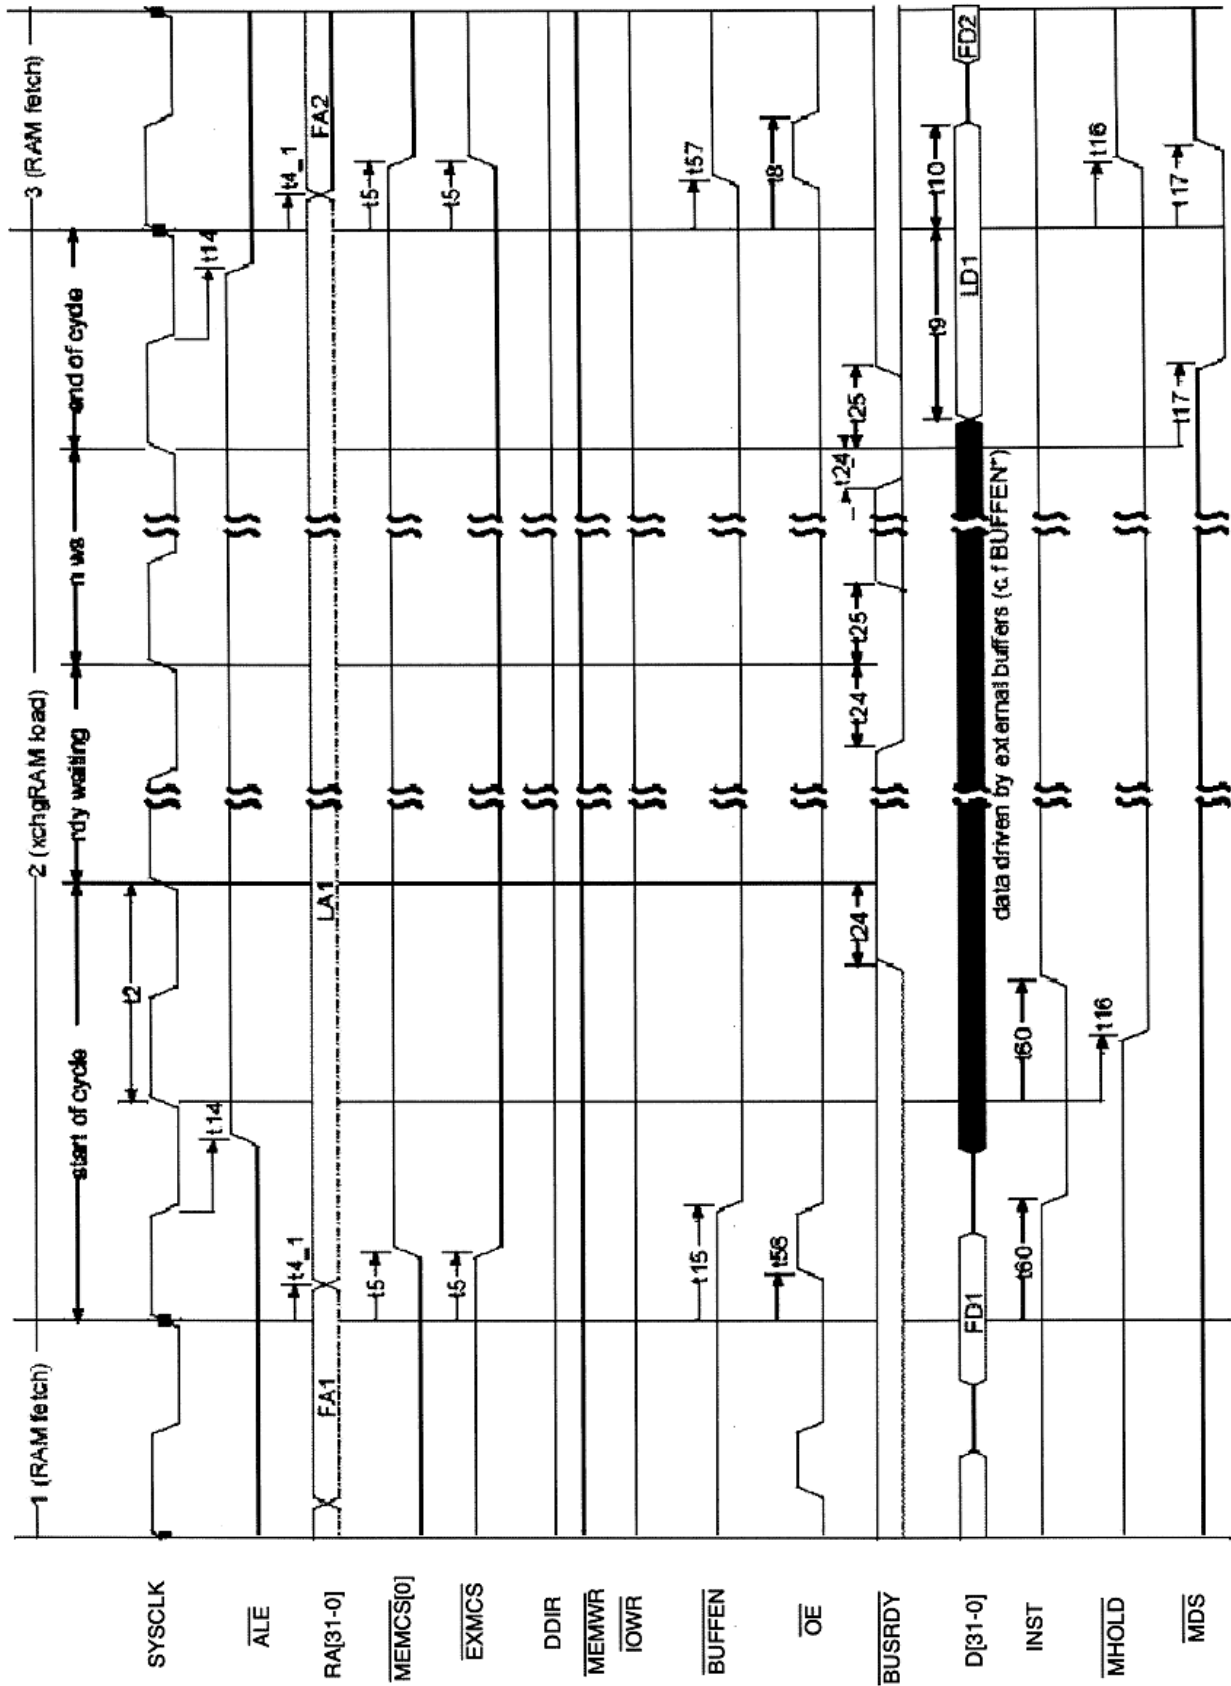 1 (RAM fetch) 2 (xchgRAM load) 3 (RAM fetch)
start of cycle rdy waiting n ws end of cycle
t2
SYSCLK
t14 t14
ALE
t4_1 t4_1
RA[31-0] FA1 LA1 FA2
t5 t5
MEMCS[0]
t5 t5
EXMCS
DDIR
MEMWR
IOWR
t15 t57
BUFFEN
t56 t8
OE
t24 t24 t25 t24 t25
BUSRDY
t9 t10
D[31-0] FD1 LD1 FD2
data driven by external buffers (c.f BUFFEN*)
t60 t60
INST
t16 t16
MHOLD
t17 t17
MDS